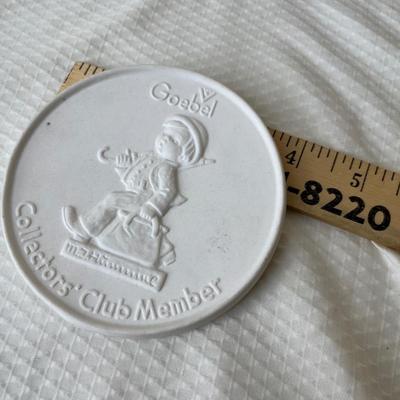 Goebel
M.J. Hummel
Collectors' Club Member
4 5
-8220